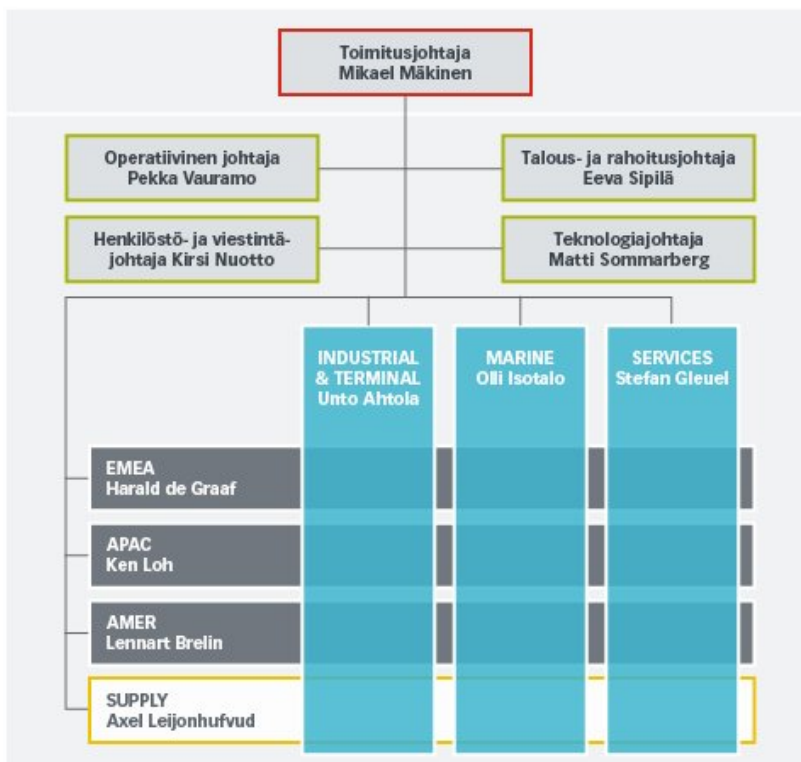 Toimitusjohtaja
Mikael Mäkinen
Operatiivinen johtaja
Pekka Vauramo
Talous- ja rahoitusjohtaja
Eeva Sipilä
Henkilöstö- ja viestintä-
johtaja Kirsi Nuotto
Teknologiajohtaja
Matti Sommarberg
INDUSTRIAL
& TERMINAL
Unto Ahtola
MARINE
Olli Isotalo
SERVICES
Stefan Gleuel
EMEA
Harald de Graaf
APAC
Ken Loh
AMER
Lennart Brelin
SUPPLY
Axel Leijonhufvud